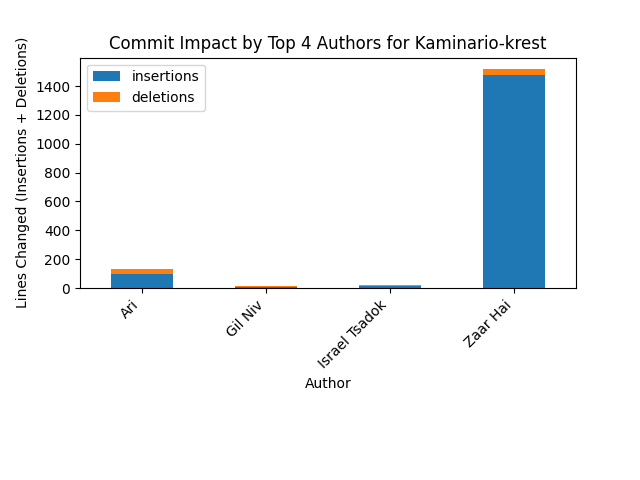 Commit Impact by Top 4 Authors for Kaminario-krest
Lines Changed (Insertions + Deletions)
insertions
deletions
1400
1200
1000
800
600
400
200
0
Ari
Gil Niv
Israel Tsadok
Zaar Hai
Author